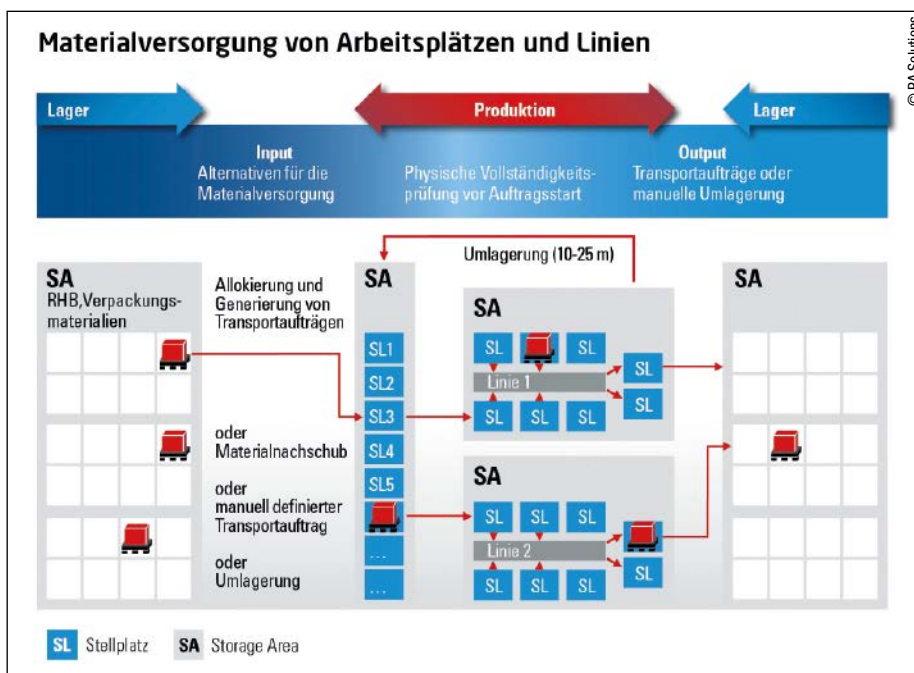 Materialversorgung von Arbeitsplätzen und Linien
Lager
Produktion
Lager
Input
Alternativen für die
Materialversorgung
Physische Vollständigkeits-
prüfung vor Auftragsstart
Output
Transportaufträge oder
manuelle Umlagerung
Umlagerung (10-25 m)
SA
RHB,Verpackungs-
materialien
Allokierung und
Generierung von
Transportaufträgen
oder
Materialnachschub
oder
manuell definierter
Transportauftrag
oder
Umlagerung
SA
SL1
SL2
SL3
SL4
SL5
...
...
SA
SL
SL
SL
Linie 1
SL
SL
SL
SL
SA
SL
SL
SL
Linie 2
SL
SL
SL
SL
SA
SL Stellplatz
SA Storage Area